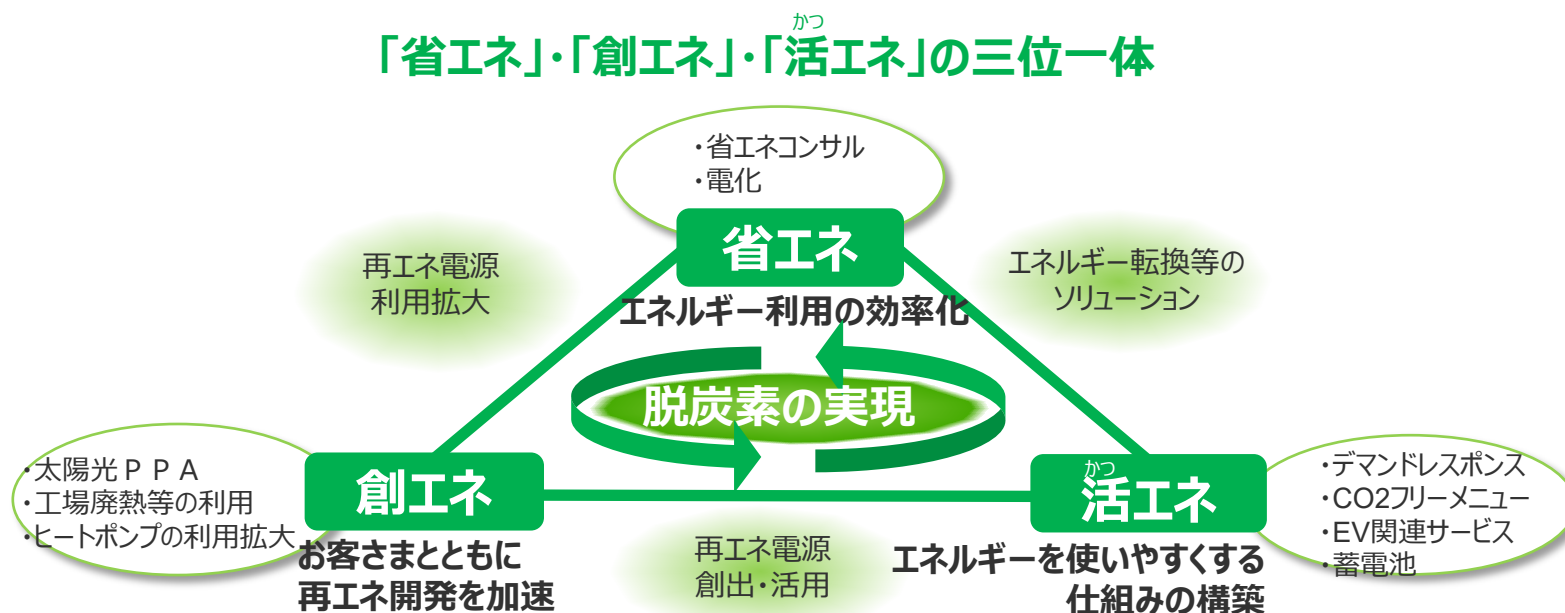 かつ
「省エネ」・「創エネ」・「活エネ」の三位一体
・省エネコンサル
・電化
省エネ
エネルギー利用の効率化
再エネ電源
利用拡大
エネルギー転換等の
ソリューション
脱炭素の実現
・太陽光ＰＰＡ
・工場廃熱等の利用
・ヒートポンプの利用拡大
創エネ
お客さまとともに
再エネ開発を加速
再エネ電源
創出・活用
かつ
活エネ
エネルギーを使いやすくする
仕組みの構築
・デマンドレスポンス
・CO2フリーメニュー
・EV関連サービス
・蓄電池